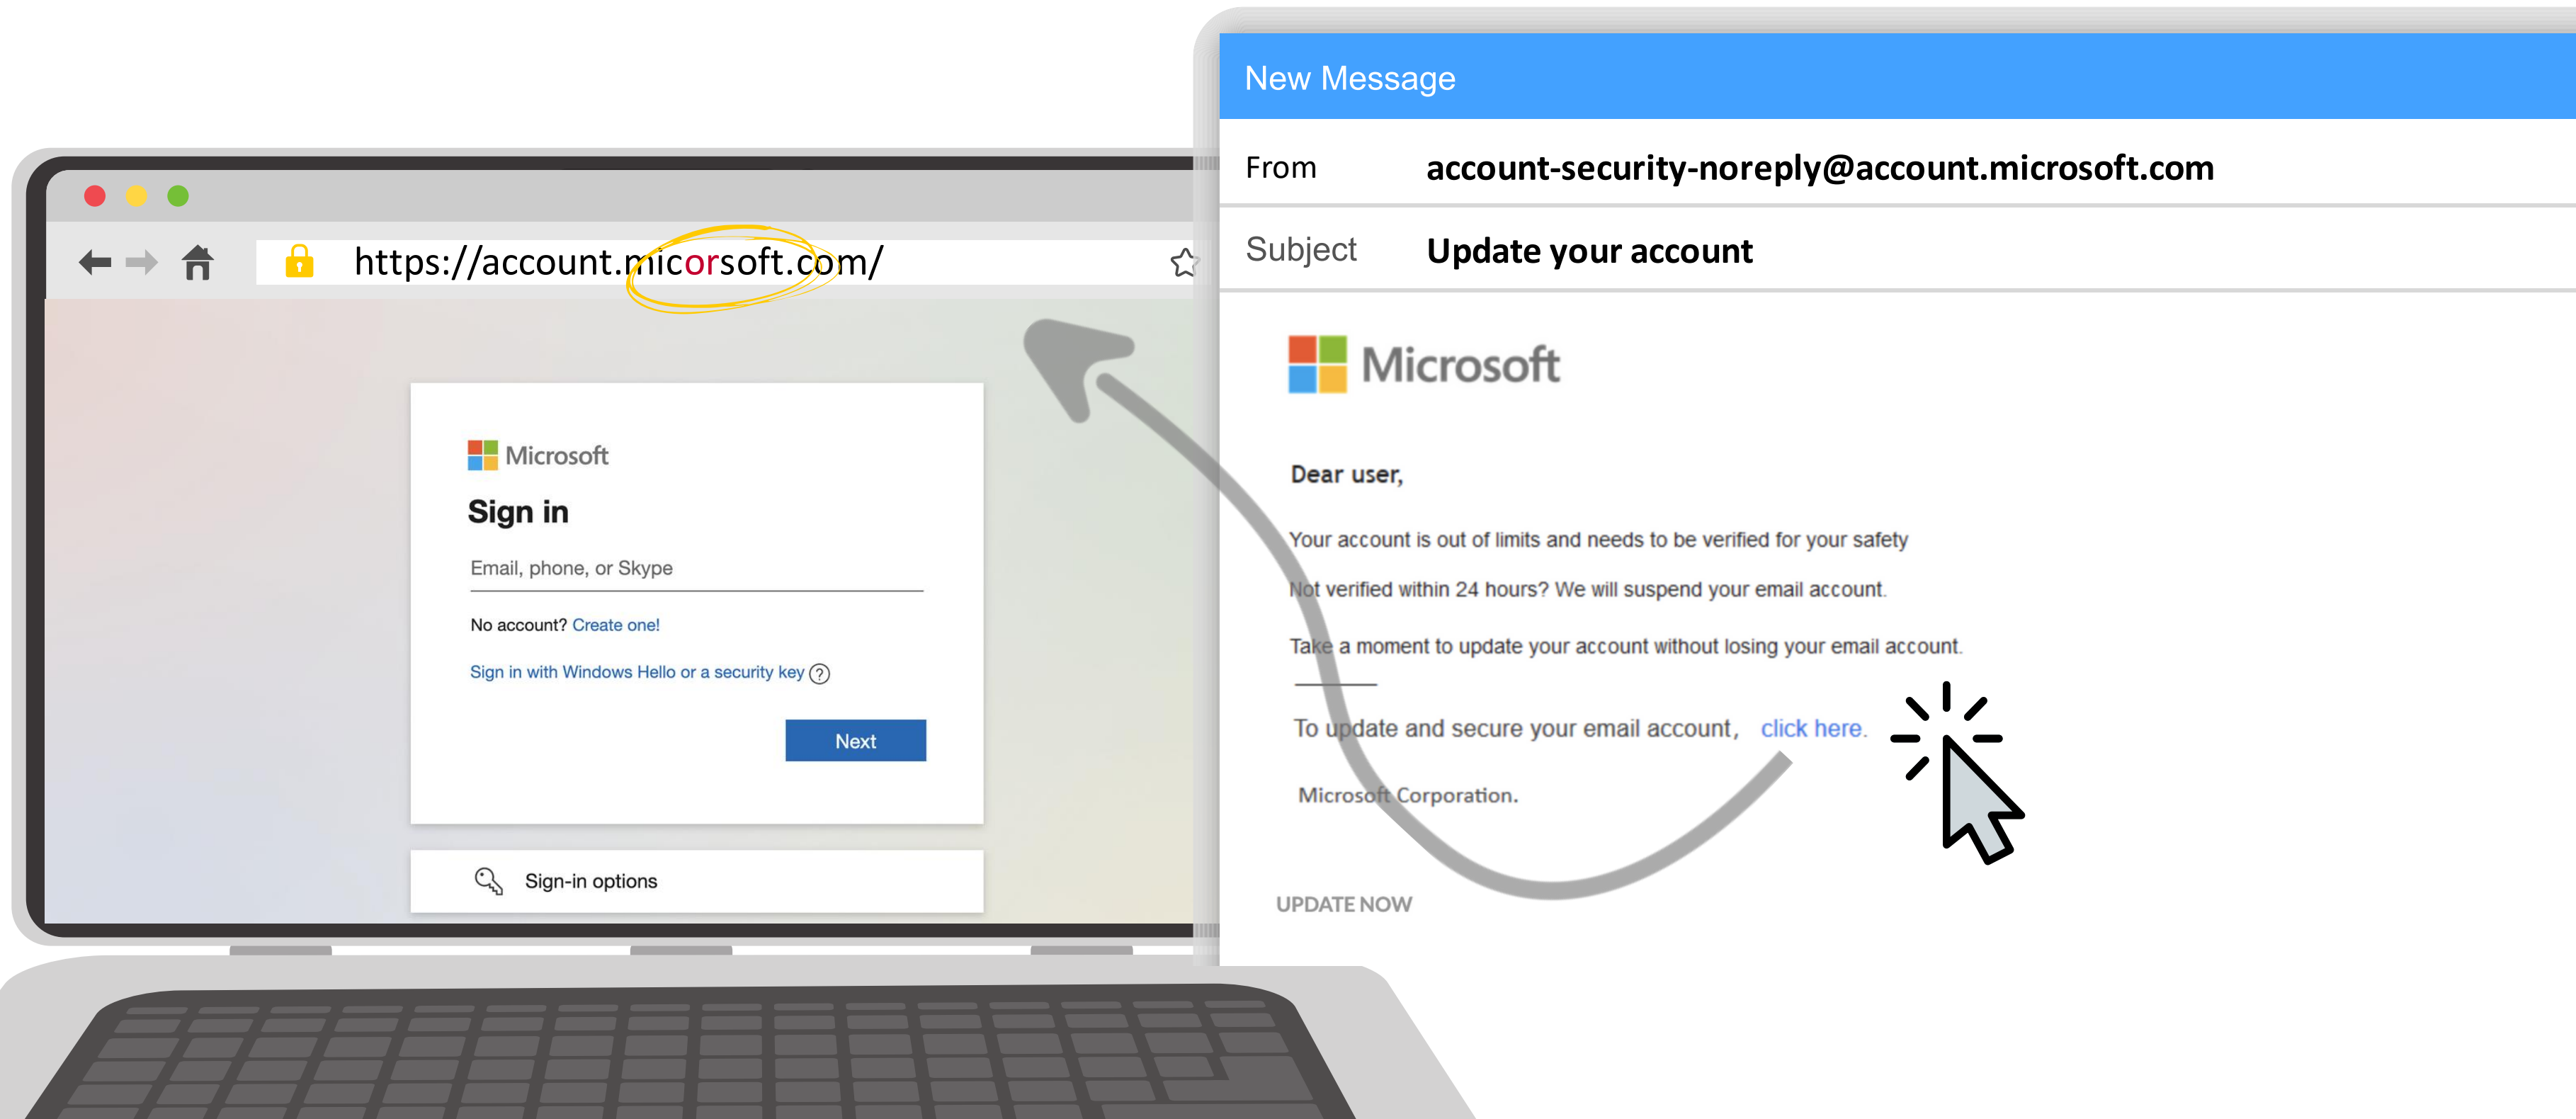 https://account.micorsoft.com/
Microsoft
Sign in
Email, phone, or Skype
No account? Create one!
Sign in with Windows Hello or a security key ?
Next
Sign-in options
New Message
From account-security-noreply@account.microsoft.com
Subject Update your account
Microsoft
Dear user,
Your account is out of limits and needs to be verified for your safety
Not verified within 24 hours? We will suspend your email account.
Take a moment to update your account without losing your email account.
To update and secure your email account, click here.
Microsoft Corporation.
UPDATE NOW